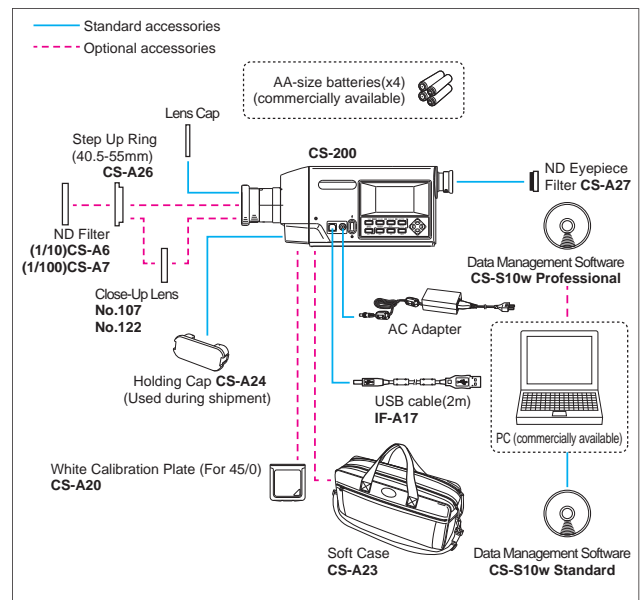 Standard accessories
Optional accessories
AA-size batteries(x4)
(commercially available)
Lens Cap
Step Up Ring
(40.5-55mm)
CS-A26
CS-200
ND Eyepiece
Filter CS-A27
ND Filter
(1/10)CS-A6
(1/100)CS-A7
Close-Up Lens
No.107
No.122
Data Management Software
CS-S10w Professional
AC Adapter
Holding Cap CS-A24
(Used during shipment)
USB cable(2m)
IF-A17
PC (commercially available)
White Calibration Plate (For 45/0)
CS-A20
Soft Case
CS-A23
Data Management Software
CS-S10w Standard